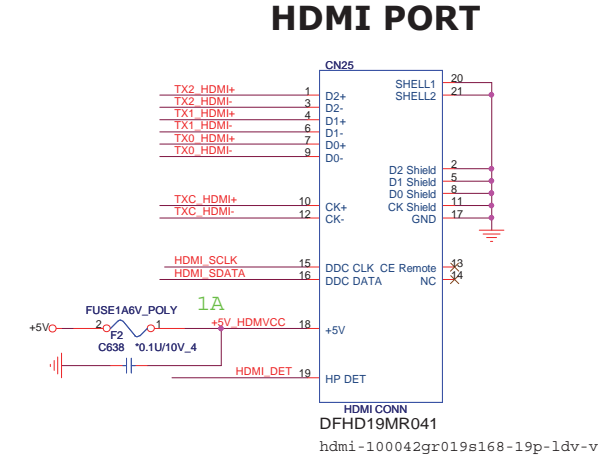 HDMI PORT
CN25
TX2_HDMI+ 1 D2+ SHELL1 20
TX2_HDMI- 3 D2- SHELL2 21
TX1_HDMI+ 4 D1+
TX1_HDMI- 6 D1-
TX0_HDMI+ 7 D0+
TX0_HDMI- 9 D0-
D2 Shield 2
D1 Shield 5
D0 Shield 8
TXC_HDMI+ 10 CK+ CK Shield 11
TXC_HDMI- 12 CK- GND 17
HDMI_SCLK 15 DDC CLK CE Remote 13
HDMI_SDATA 16 DDC DATA NC 14
FUSE1A6V_POLY 1A
+5V 2 1 +5V_HDMVCC 18 +5V
F2
C638 *0.1U/10V_4
HDMI_DET 19 HP DET
HDMI CONN
DFHD19MR041
hdmi-100042gr019s168-19p-ldv-v